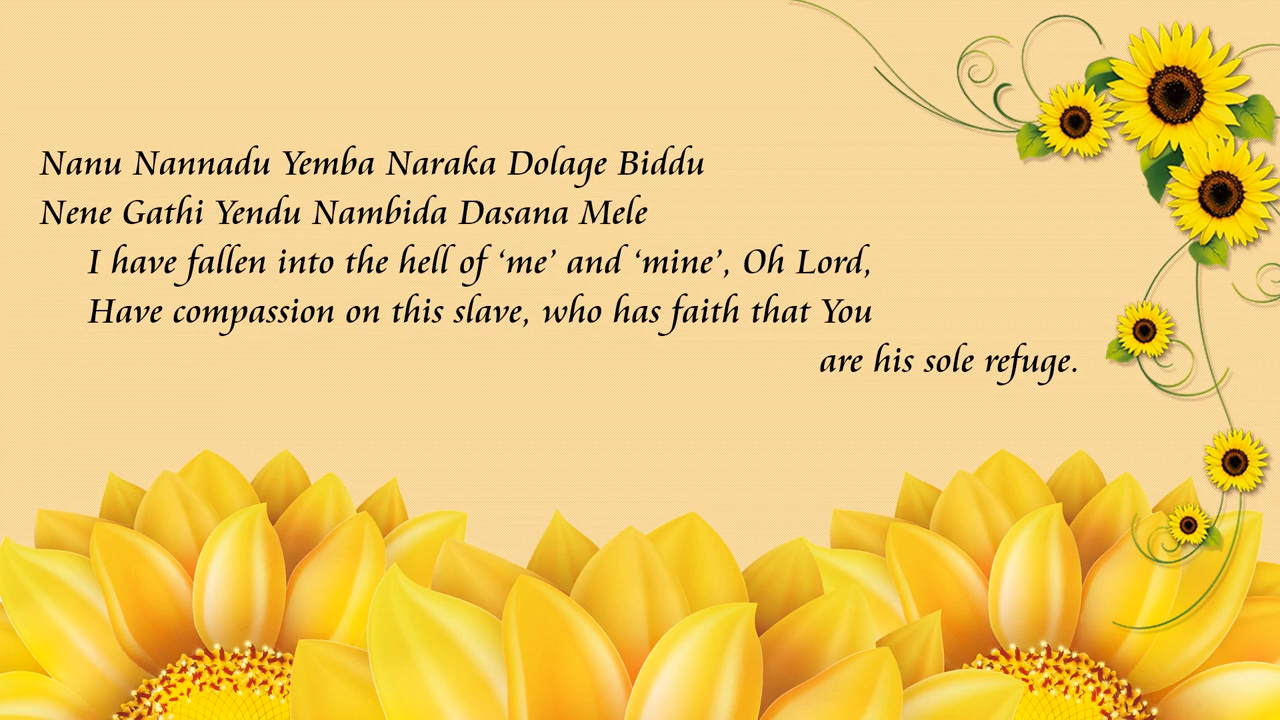 Nanu Nannadu Yemba Naraka Dolage Biddu
Nene Gathi Yendu Nambida Dasana Mele
I have fallen into the hell of ‘me’ and ‘mine’, Oh Lord,
Have compassion on this slave, who has faith that You
are his sole refuge.